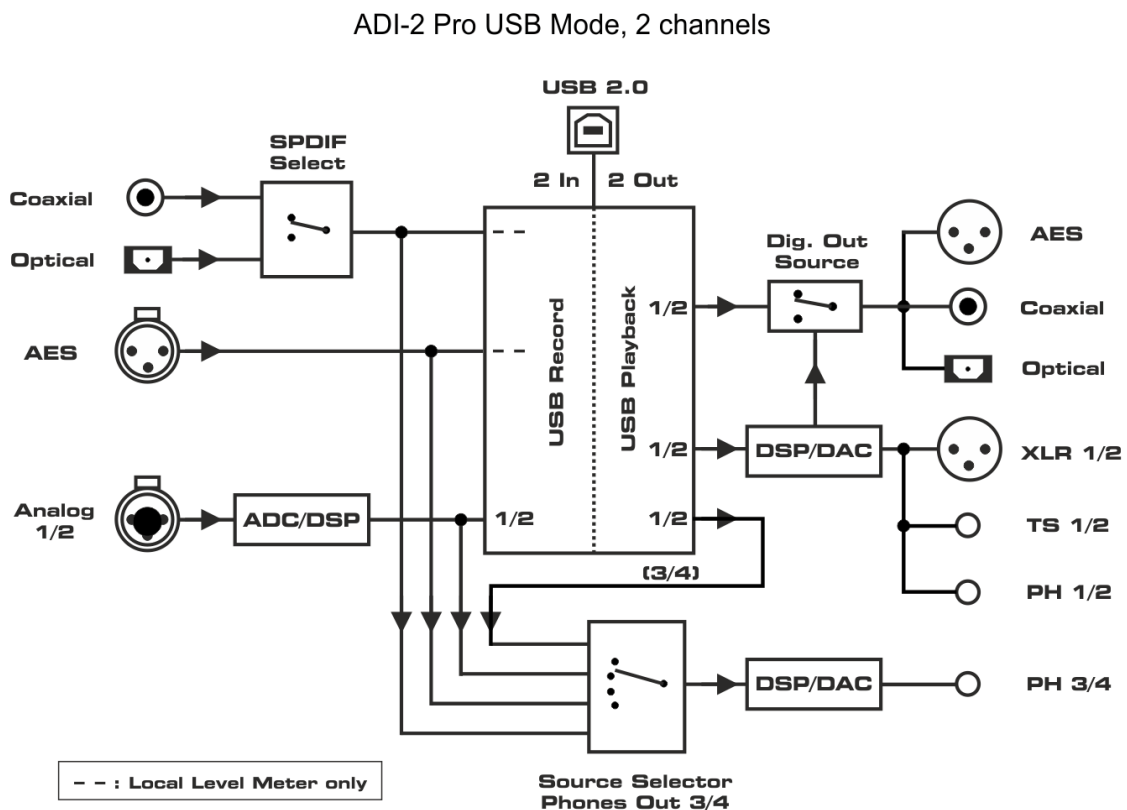 ADI-2 Pro USB Mode, 2 channels
USB 2.0
2 In
2 Out
SPDIF
Select
Coaxial
Optical
AES
Analog
1/2
ADC/DSP
1/2
USB Record
USB Playback
1/2
1/2
1/2
(3/4)
Dig. Out
Source
DSP/DAC
AES
Coaxial
Optical
XLR 1/2
TS 1/2
PH 1/2
DSP/DAC
PH 3/4
Source Selector
Phones Out 3/4
- - : Local Level Meter only